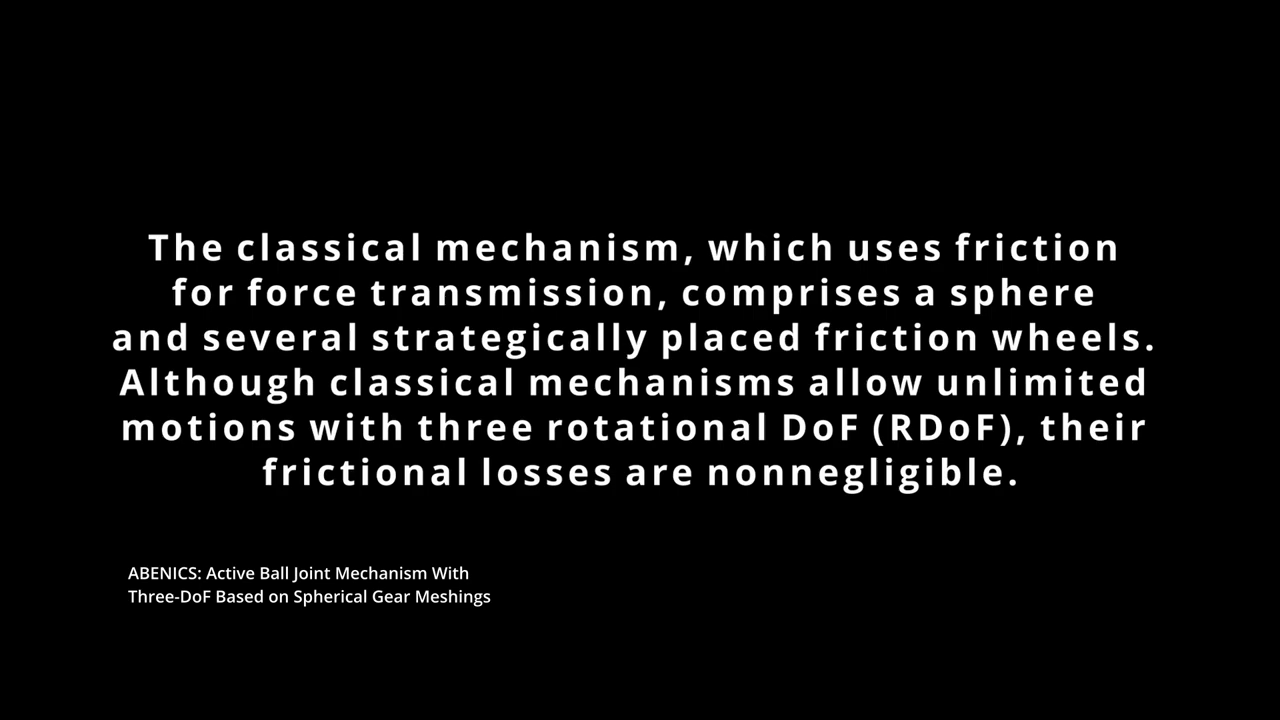 The classical mechanism, which uses friction
for force transmission, comprises a sphere
and several strategically placed friction wheels.
Although classical mechanisms allow unlimited
motions with three rotational DoF (RDoF), their
frictional losses are nonnegligible.
ABENICS: Active Ball Joint Mechanism With
Three-DoF Based on Spherical Gear Meshings